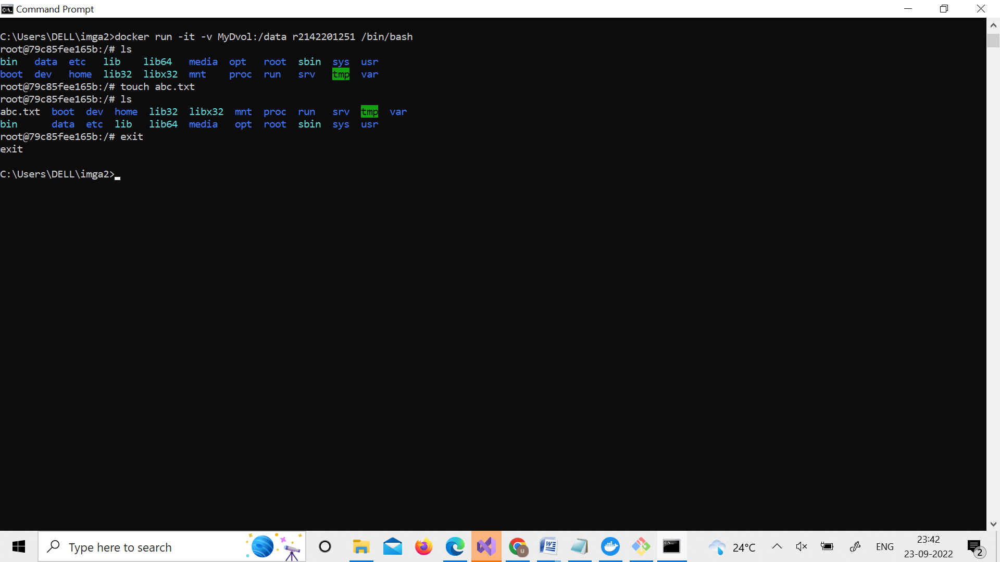 Command Prompt
C:\Users\DELL\imga2>docker run -it -v MyDvol:/data r2142201251 /bin/bash
root@79c85fee165b:/# ls
bin   data  etc   lib    lib64   media  opt   root  sbin  sys  usr
boot  dev   home  lib32  libx32  mnt    proc  run   srv   tmp  var
root@79c85fee165b:/# touch abc.txt
root@79c85fee165b:/# ls
abc.txt  boot  dev  home  lib32  libx32  mnt  proc  run   srv  tmp  var
bin      data  etc  lib   lib64  media   opt  root  sbin  sys  usr
root@79c85fee165b:/# exit
exit
C:\Users\DELL\imga2>
Type here to search
24°C
ENG
23:42
23-09-2022
2